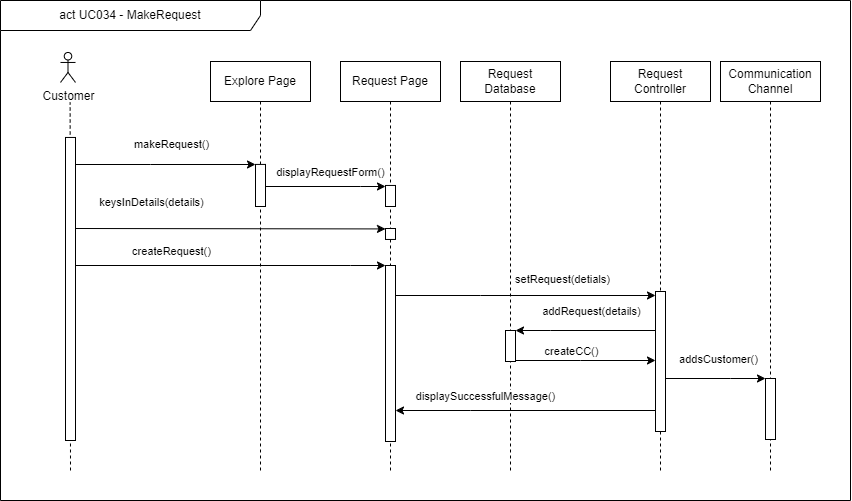 act UC034 - MakeRequest
Customer
Explore Page
Request Page
Request
Database
Request
Controller
Communication
Channel
makeRequest()
displayRequestForm()
keysInDetails(details)
createRequest()
setRequest(detials)
addRequest(details)
createCC()
addsCustomer()
displaySuccessfulMessage()